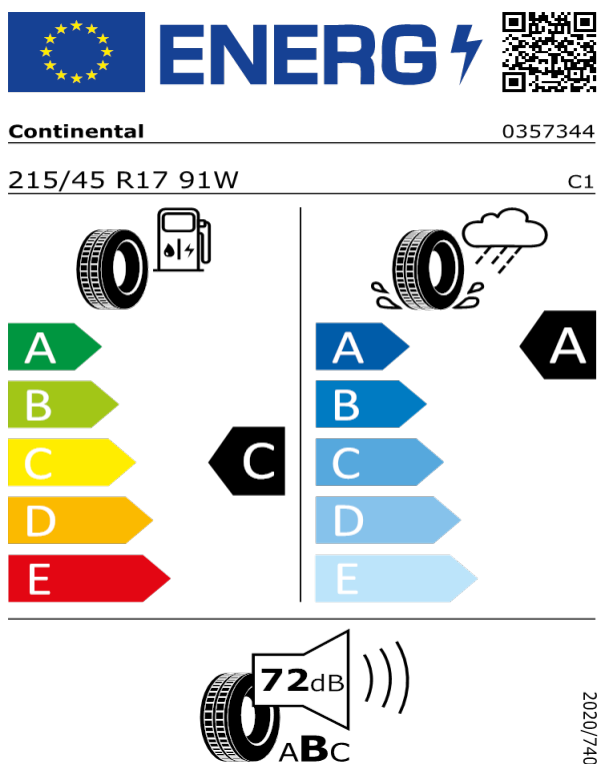 ENERG
Continental 0357344
215/45 R17 91W C1
A A A
B B
C C C
D D
E E
72dB
ABC
2020/740